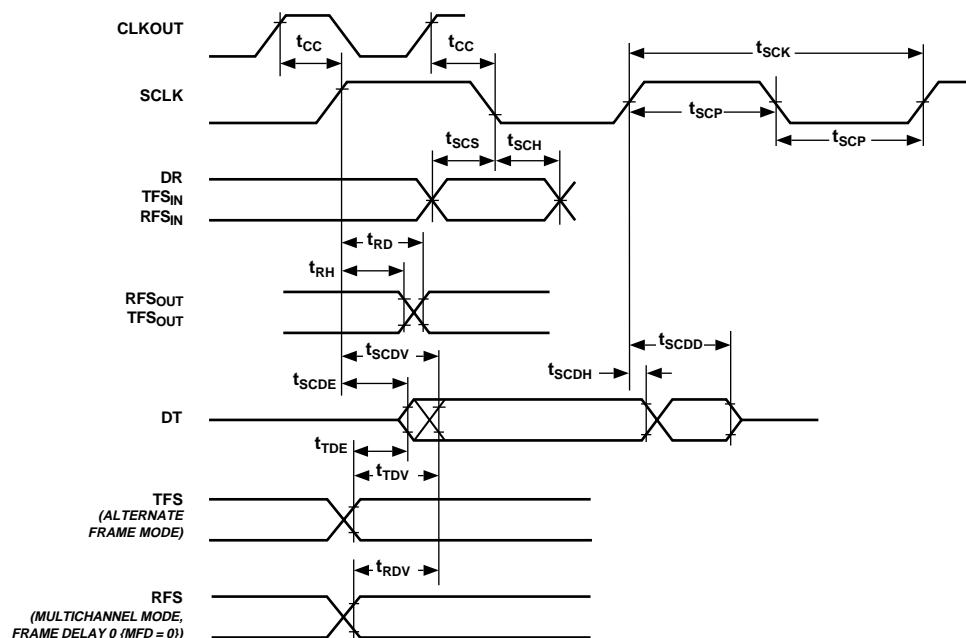 CLKOUT
tCC
tCC
tSCK
SCLK
tSCP
tSCP
tSCS
tSCH
DR
TFSIN
RFSIN
tRD
tRH
RFSOUT
TFSOUT
tSCDV
tSCDD
tSCDE
tSCDH
DT
tTDE
tTDV
TFS
(ALTERNATE
FRAME MODE)
tRDV
RFS
(MULTICHANNEL MODE,
FRAME DELAY 0 {MFD = 0})